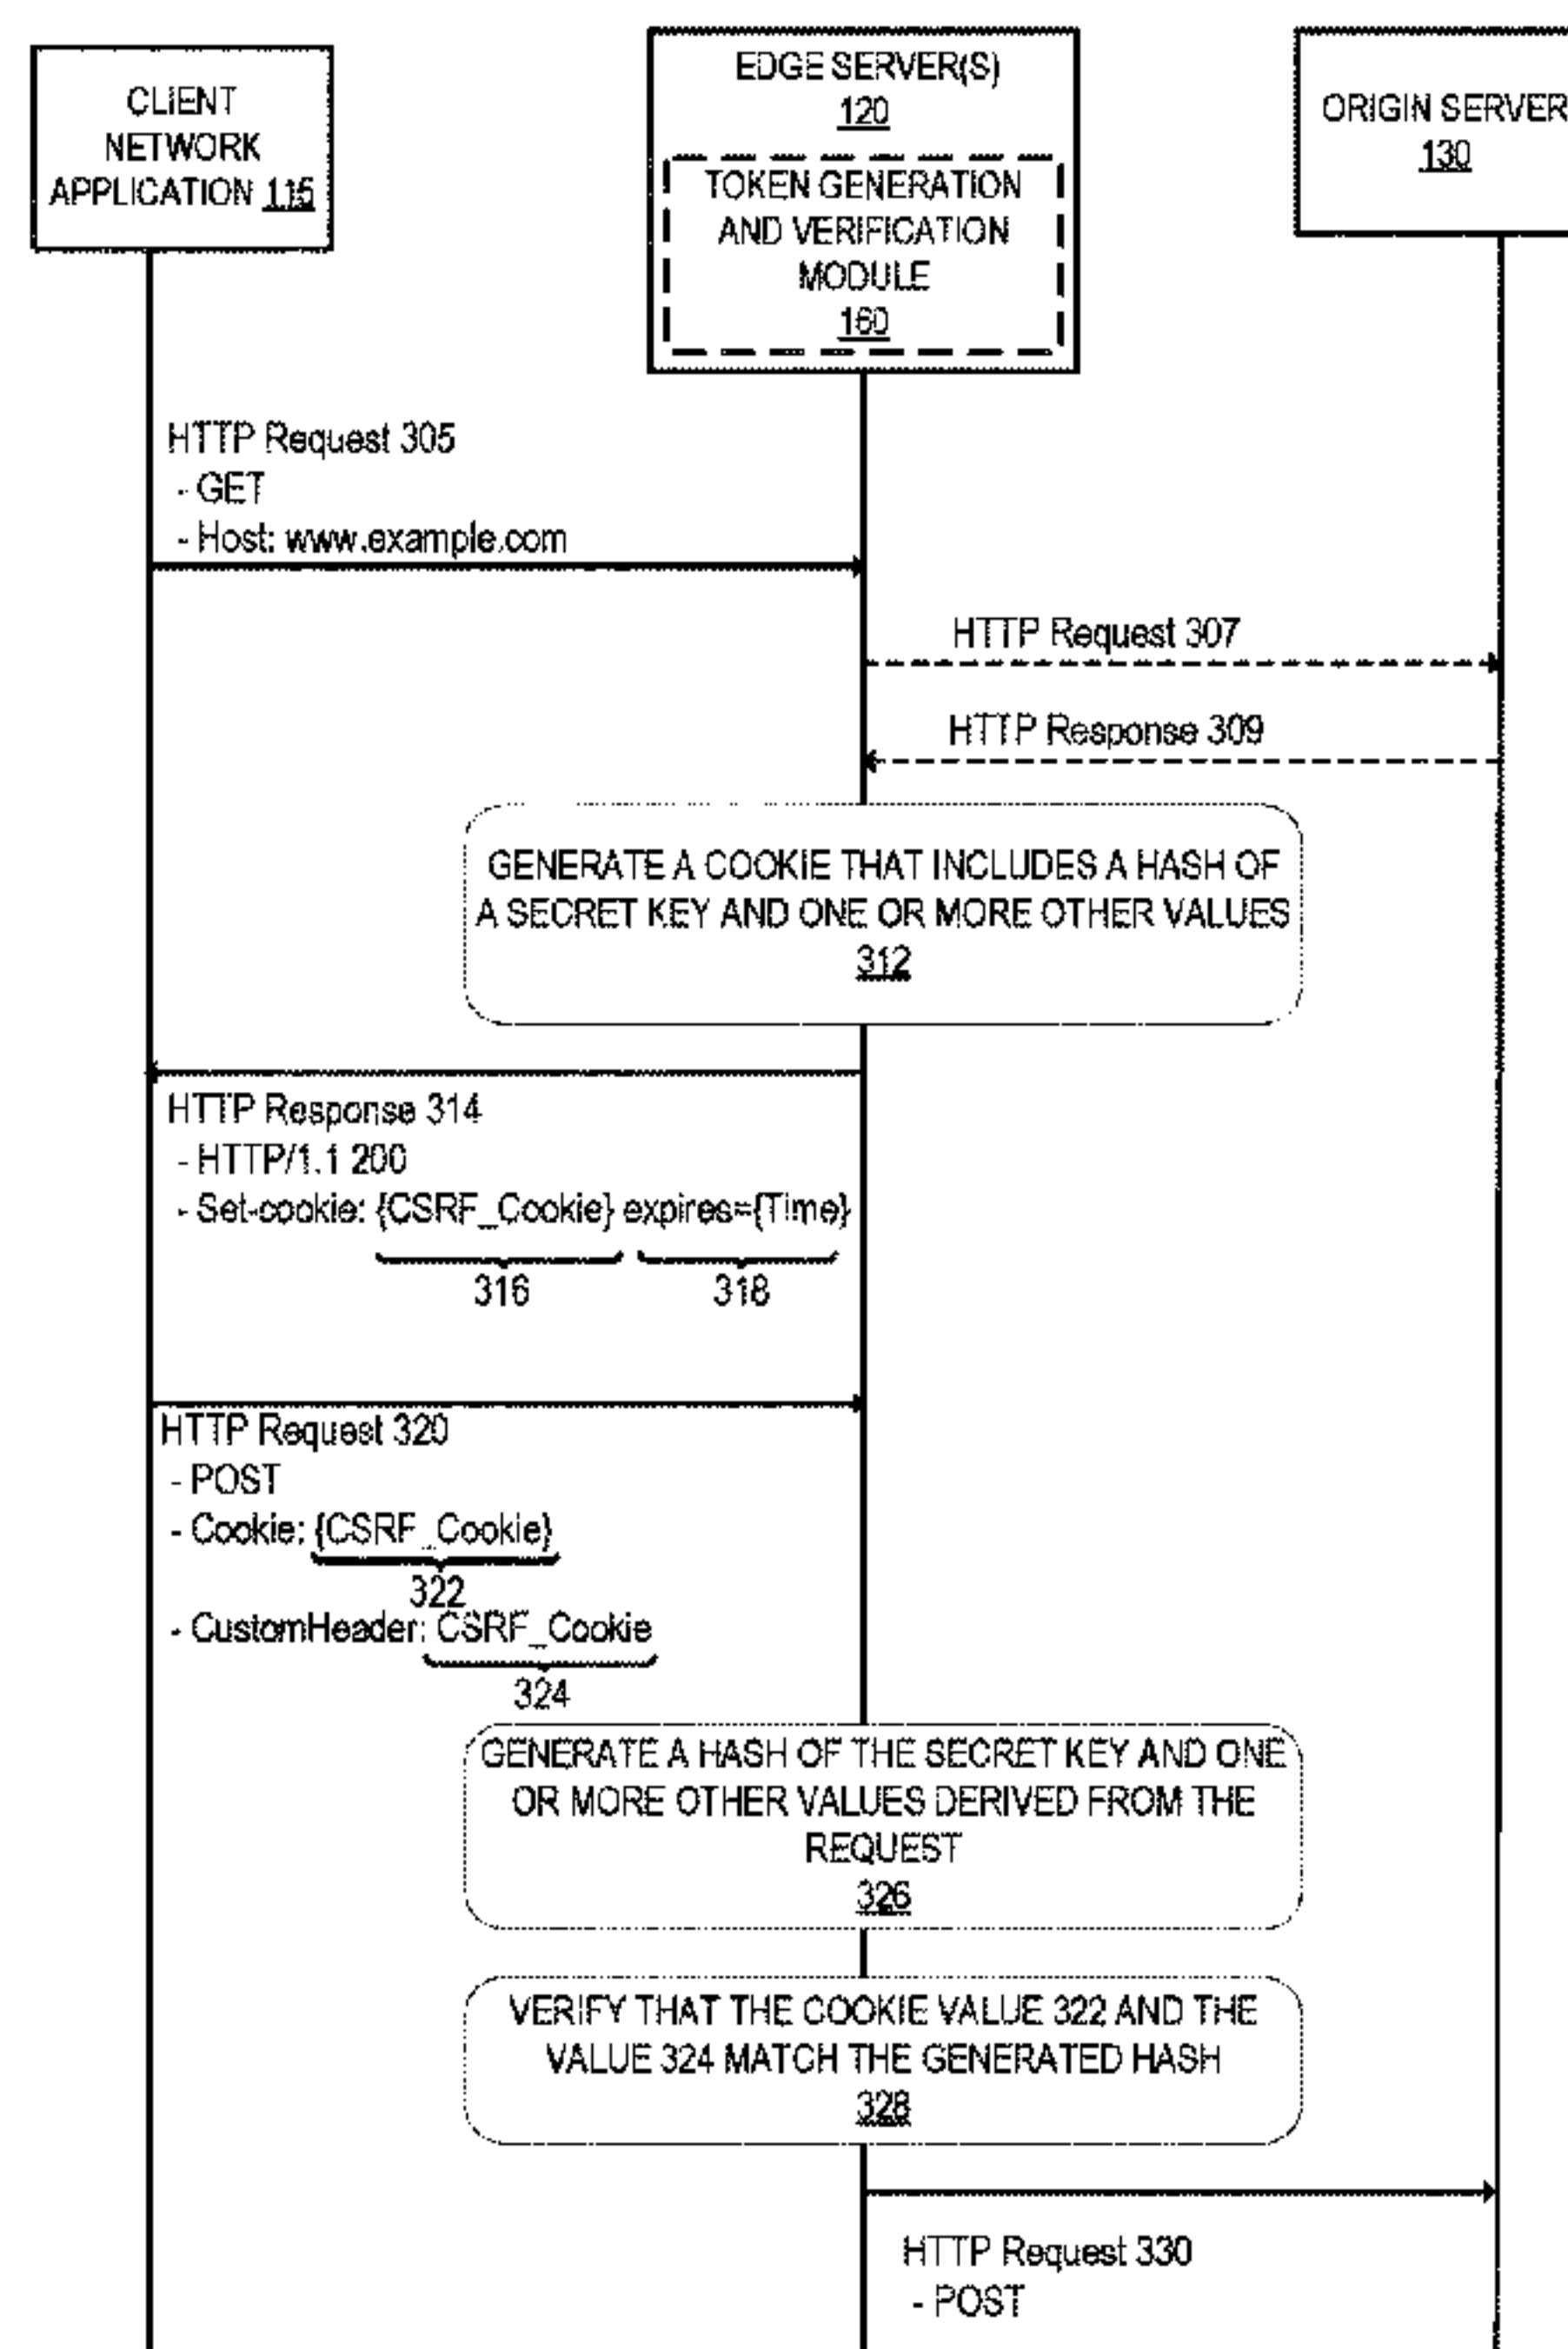 CLIENT
NETWORK
APPLICATION 115
EDGE SERVER(S)
120
TOKEN GENERATION
AND VERIFICATION
MODULE
160
ORIGIN SERVER
130
HTTP Request 305
- GET
- Host: www.example.com
HTTP Request 307
HTTP Response 309
GENERATE A COOKIE THAT INCLUDES A HASH OF
A SECRET KEY AND ONE OR MORE OTHER VALUES
312
HTTP Response 314
- HTTP/1.1 200
- Set-cookie: {CSRF_Cookie} expires={Time}
316 318
HTTP Request 320
- POST
- Cookie: {CSRF_Cookie}
322
- CustomHeader: CSRF_Cookie
324
GENERATE A HASH OF THE SECRET KEY AND ONE
OR MORE OTHER VALUES DERIVED FROM THE
REQUEST
326
VERIFY THAT THE COOKIE VALUE 322 AND THE
VALUE 324 MATCH THE GENERATED HASH
328
HTTP Request 330
- POST